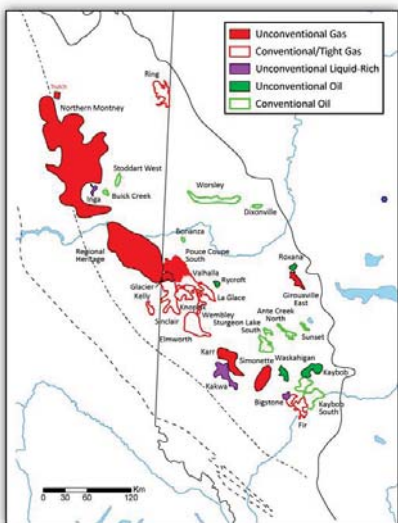 Unconventional Gas
Conventional/Tight Gas
Unconventional Liquid-Rich
Unconventional Oil
Conventional Oil
Ring
Northern Montney
Stoddart West
Inga
Buick Creek
Worsley
Dixonville
Bonanza
Regional
Heritage
Pouce Coupe
South
Valhalla
Rycroft
Roxana
Glacier
Kelly
Knopcik
La Glace
Girouxville
East
Sinclair
Wembley
Elmworth
Sturgeon Lake
South
Ante Creek
North
Sunset
Karr
Simonette
Waskahigan
Kaybob
Kakwa
Bigstone
Kaybob
South
Fir
Km
0 30 60 120